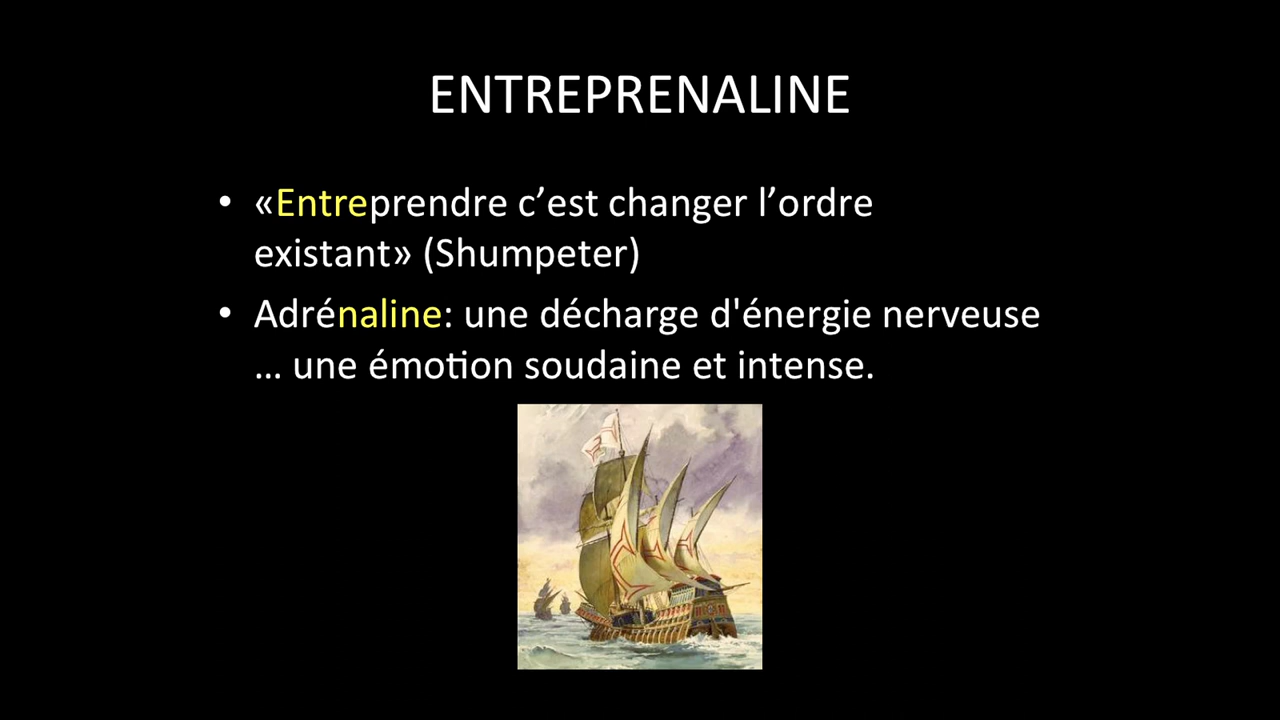 ENTREPRENALINE
• «Entreprendre c’est changer l’ordre
existant» (Shumpeter)
• Adrénaline: une décharge d'énergie nerveuse
... une émotion soudaine et intense.